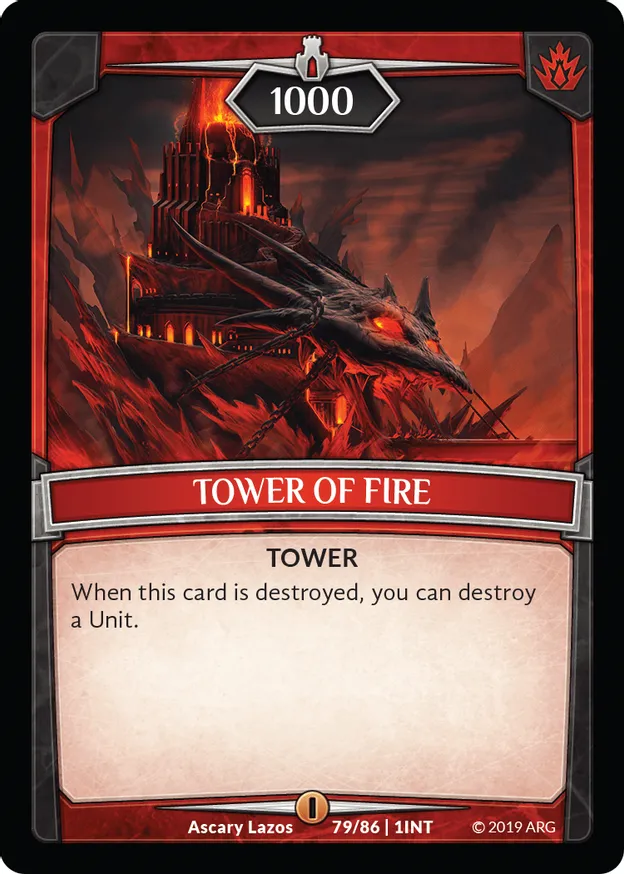 1000
TOWER OF FIRE
TOWER
When this card is destroyed, you can destroy
a Unit.
I
Ascary Lazos 79/86 | 1INT © 2019 ARG